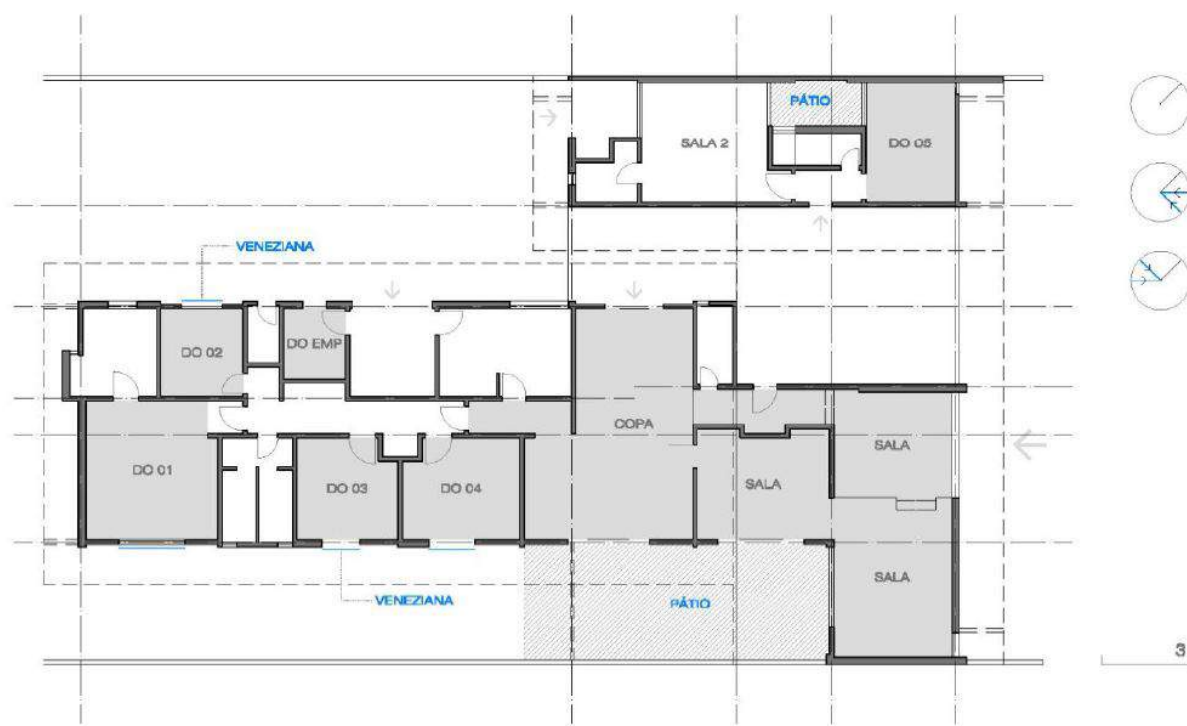 PÁTIO
SALA 2
DO 05
VENEZIANA
DO 02
DO EMP
COPA
SALA
DO 01
DO 03
DO 04
SALA
SALA
VENEZIANA
PÁTIO
3